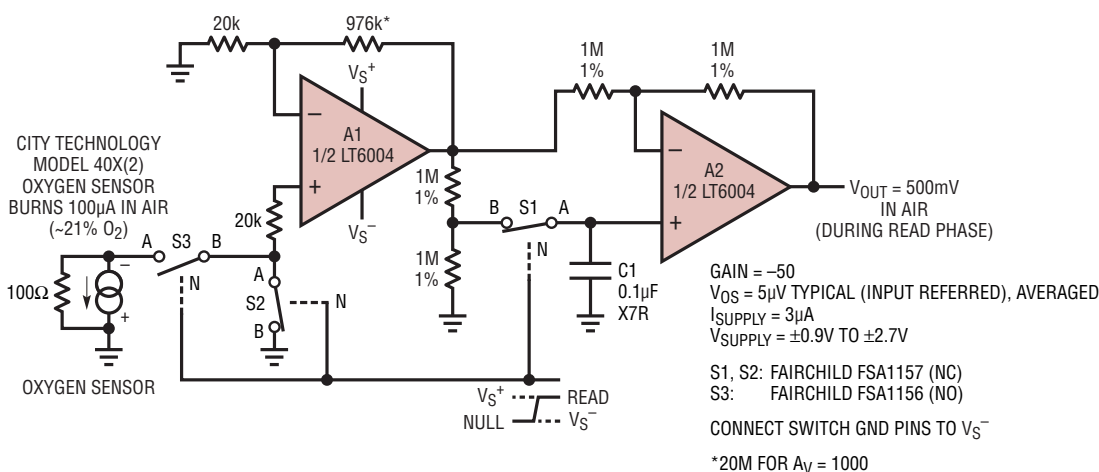 20k
976k*
VS+
1M
1%
1M
1%
–
A1
1/2 LT6004
+
VS–
–
A2
1/2 LT6004
+
CITY TECHNOLOGY
MODEL 40X(2)
OXYGEN SENSOR
BURNS 100µA IN AIR
(~21% O2)
1M
1%
20k
B S1 A
N
1M
1%
VOUT = 500mV
IN AIR
(DURING READ PHASE)
A S3 B
N
–
+
100Ω
A
S2
B
N
C1
0.1µF
X7R
OXYGEN SENSOR
VS+
READ
NULL
VS–
GAIN = –50
VOS = 5µV TYPICAL (INPUT REFERRED), AVERAGED
ISUPPLY = 3µA
VSUPPLY = ±0.9V TO ±2.7V
S1, S2: FAIRCHILD FSA1157 (NC)
S3: FAIRCHILD FSA1156 (NO)
CONNECT SWITCH GND PINS TO VS–
*20M FOR AV = 1000